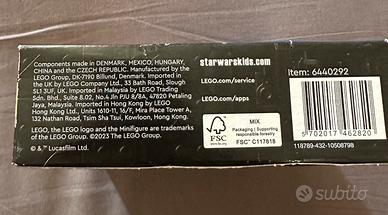 Components made in DENMARK, MEXICO, HUNGARY,
CHINA and the CZECH REPUBLIC. Manufactured by the
LEGO Group, DK-7190 Billund, Denmark. Imported in
the UK by LEGO Company Ltd. 33 Bath Road, Slough
SL1 3UF, UK. Imported in Malaysia by LEGO Trading
Sdn. Bhd., Suite 8.02, No.4 Jln PJU 8/8A, 47820 Petaling
Jaya, Malaysia. Imported in Hong Kong by LEGO
Hong Kong Ltd., Units 1610-11, 16/F, Mira Place Tower A,
132 Nathan Road, Tsim Sha Tsui, Kowloon, Hong Kong.
LEGO, the LEGO logo and the Minifigure are trademarks
of the LEGO Group. ©2023 The LEGO Group.
© & ™ Lucasfilm Ltd.
starwarskids.com
LEGO.com/service
LEGO.com/apps
FSC
MIX
Packaging | Supporting
responsible forestry
FSC® C117818
Item: 6440292
5 702017 462820
118789-432-10508798
subito